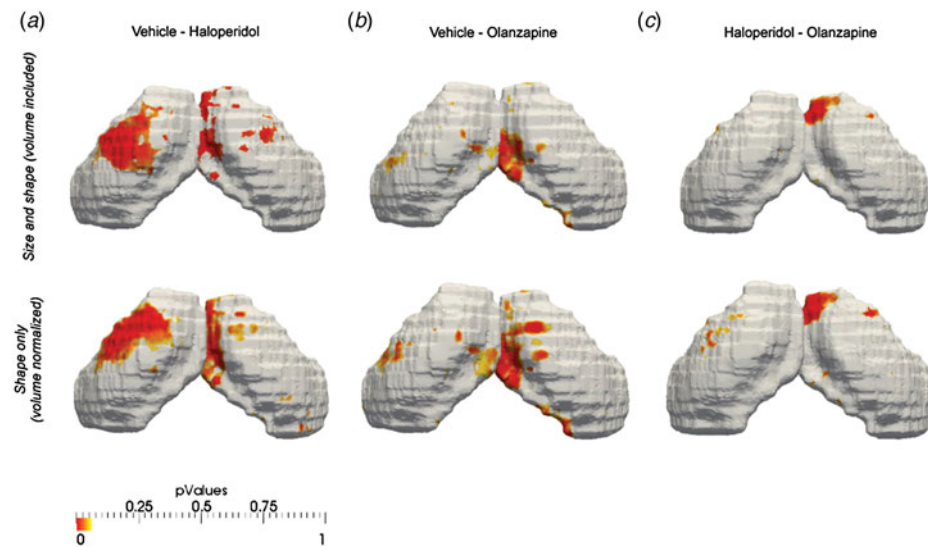 (a) Vehicle - Haloperidol
(b) Vehicle - Olanzapine
(c) Haloperidol - Olanzapine
Size and shape (volume included)
Shape only
(volume normalized)
pValues
0.25 0.5 0.75
0 1